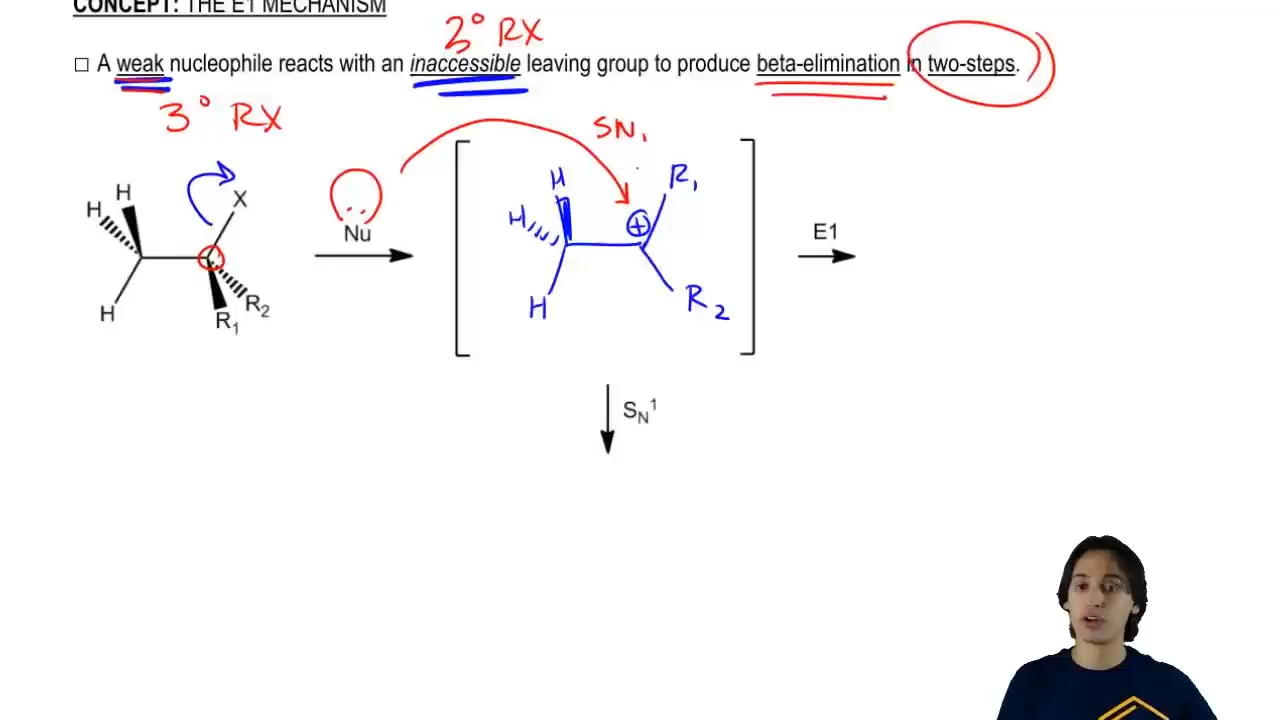 CONCEPT: THE E1 MECHANISM
3° RX
□ A weak nucleophile reacts with an inaccessible leaving group to produce beta-elimination in two-steps.
3° RX
SN1
H
H
X
H
R1
R2
Nu
H
H
H
R1
R2
+
E1
SN1